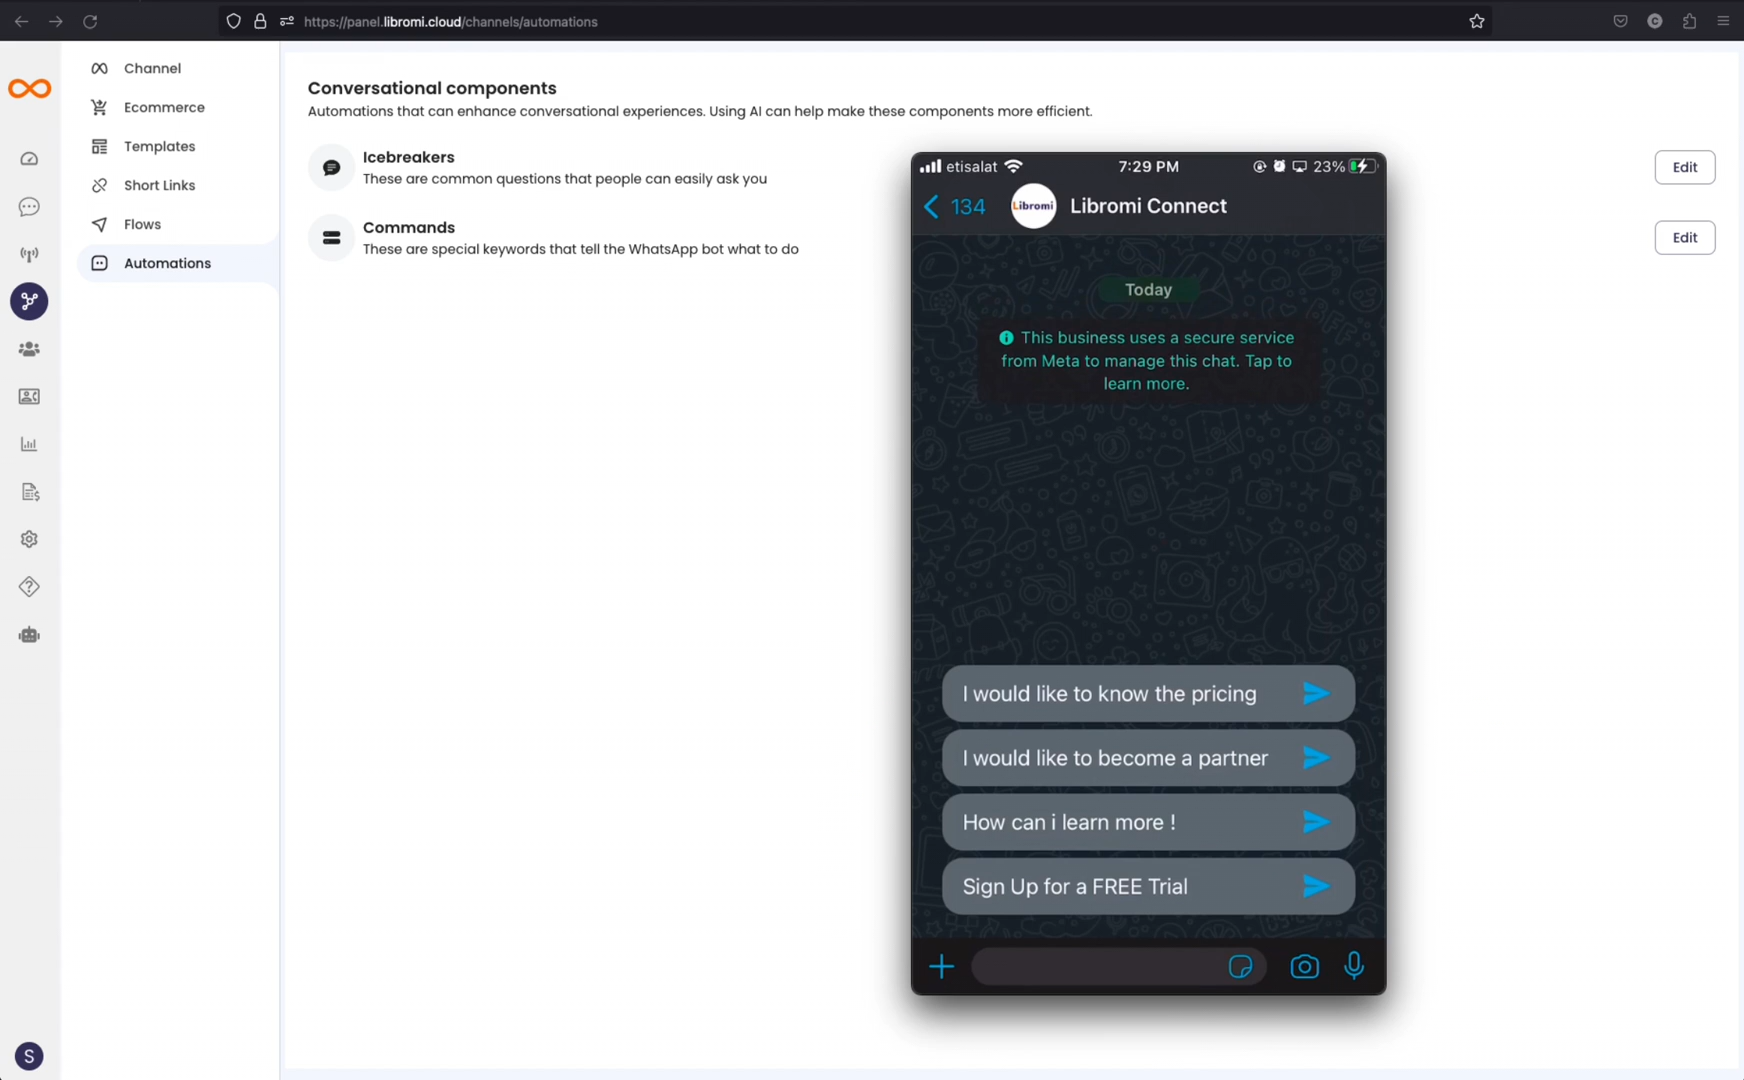 https://panel.libromi.cloud/channels/automations
Channel
Ecommerce
Templates
Short Links
Flows
Automations
S
Conversational components
Automations that can enhance conversational experiences. Using AI can help make these components more efficient.
Icebreakers
These are common questions that people can easily ask you
Edit
Commands
These are special keywords that tell the WhatsApp bot what to do
Edit
etisalat 7:29 PM 23%
134 Libromi Libromi Connect
Today
This business uses a secure service
from Meta to manage this chat. Tap to
learn more.
I would like to know the pricing
I would like to become a partner
How can i learn more !
Sign Up for a FREE Trial